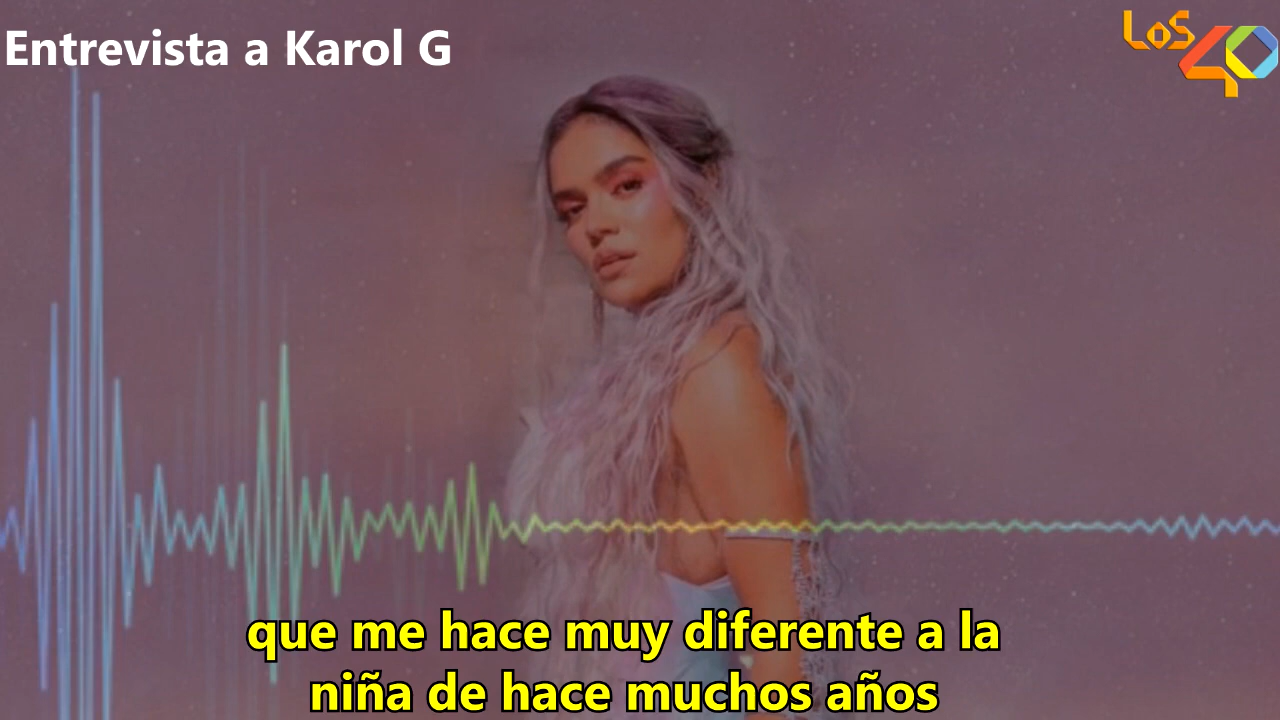 Entrevista a Karol G
LOS
40
que me hace muy diferente a la
niña de hace muchos años